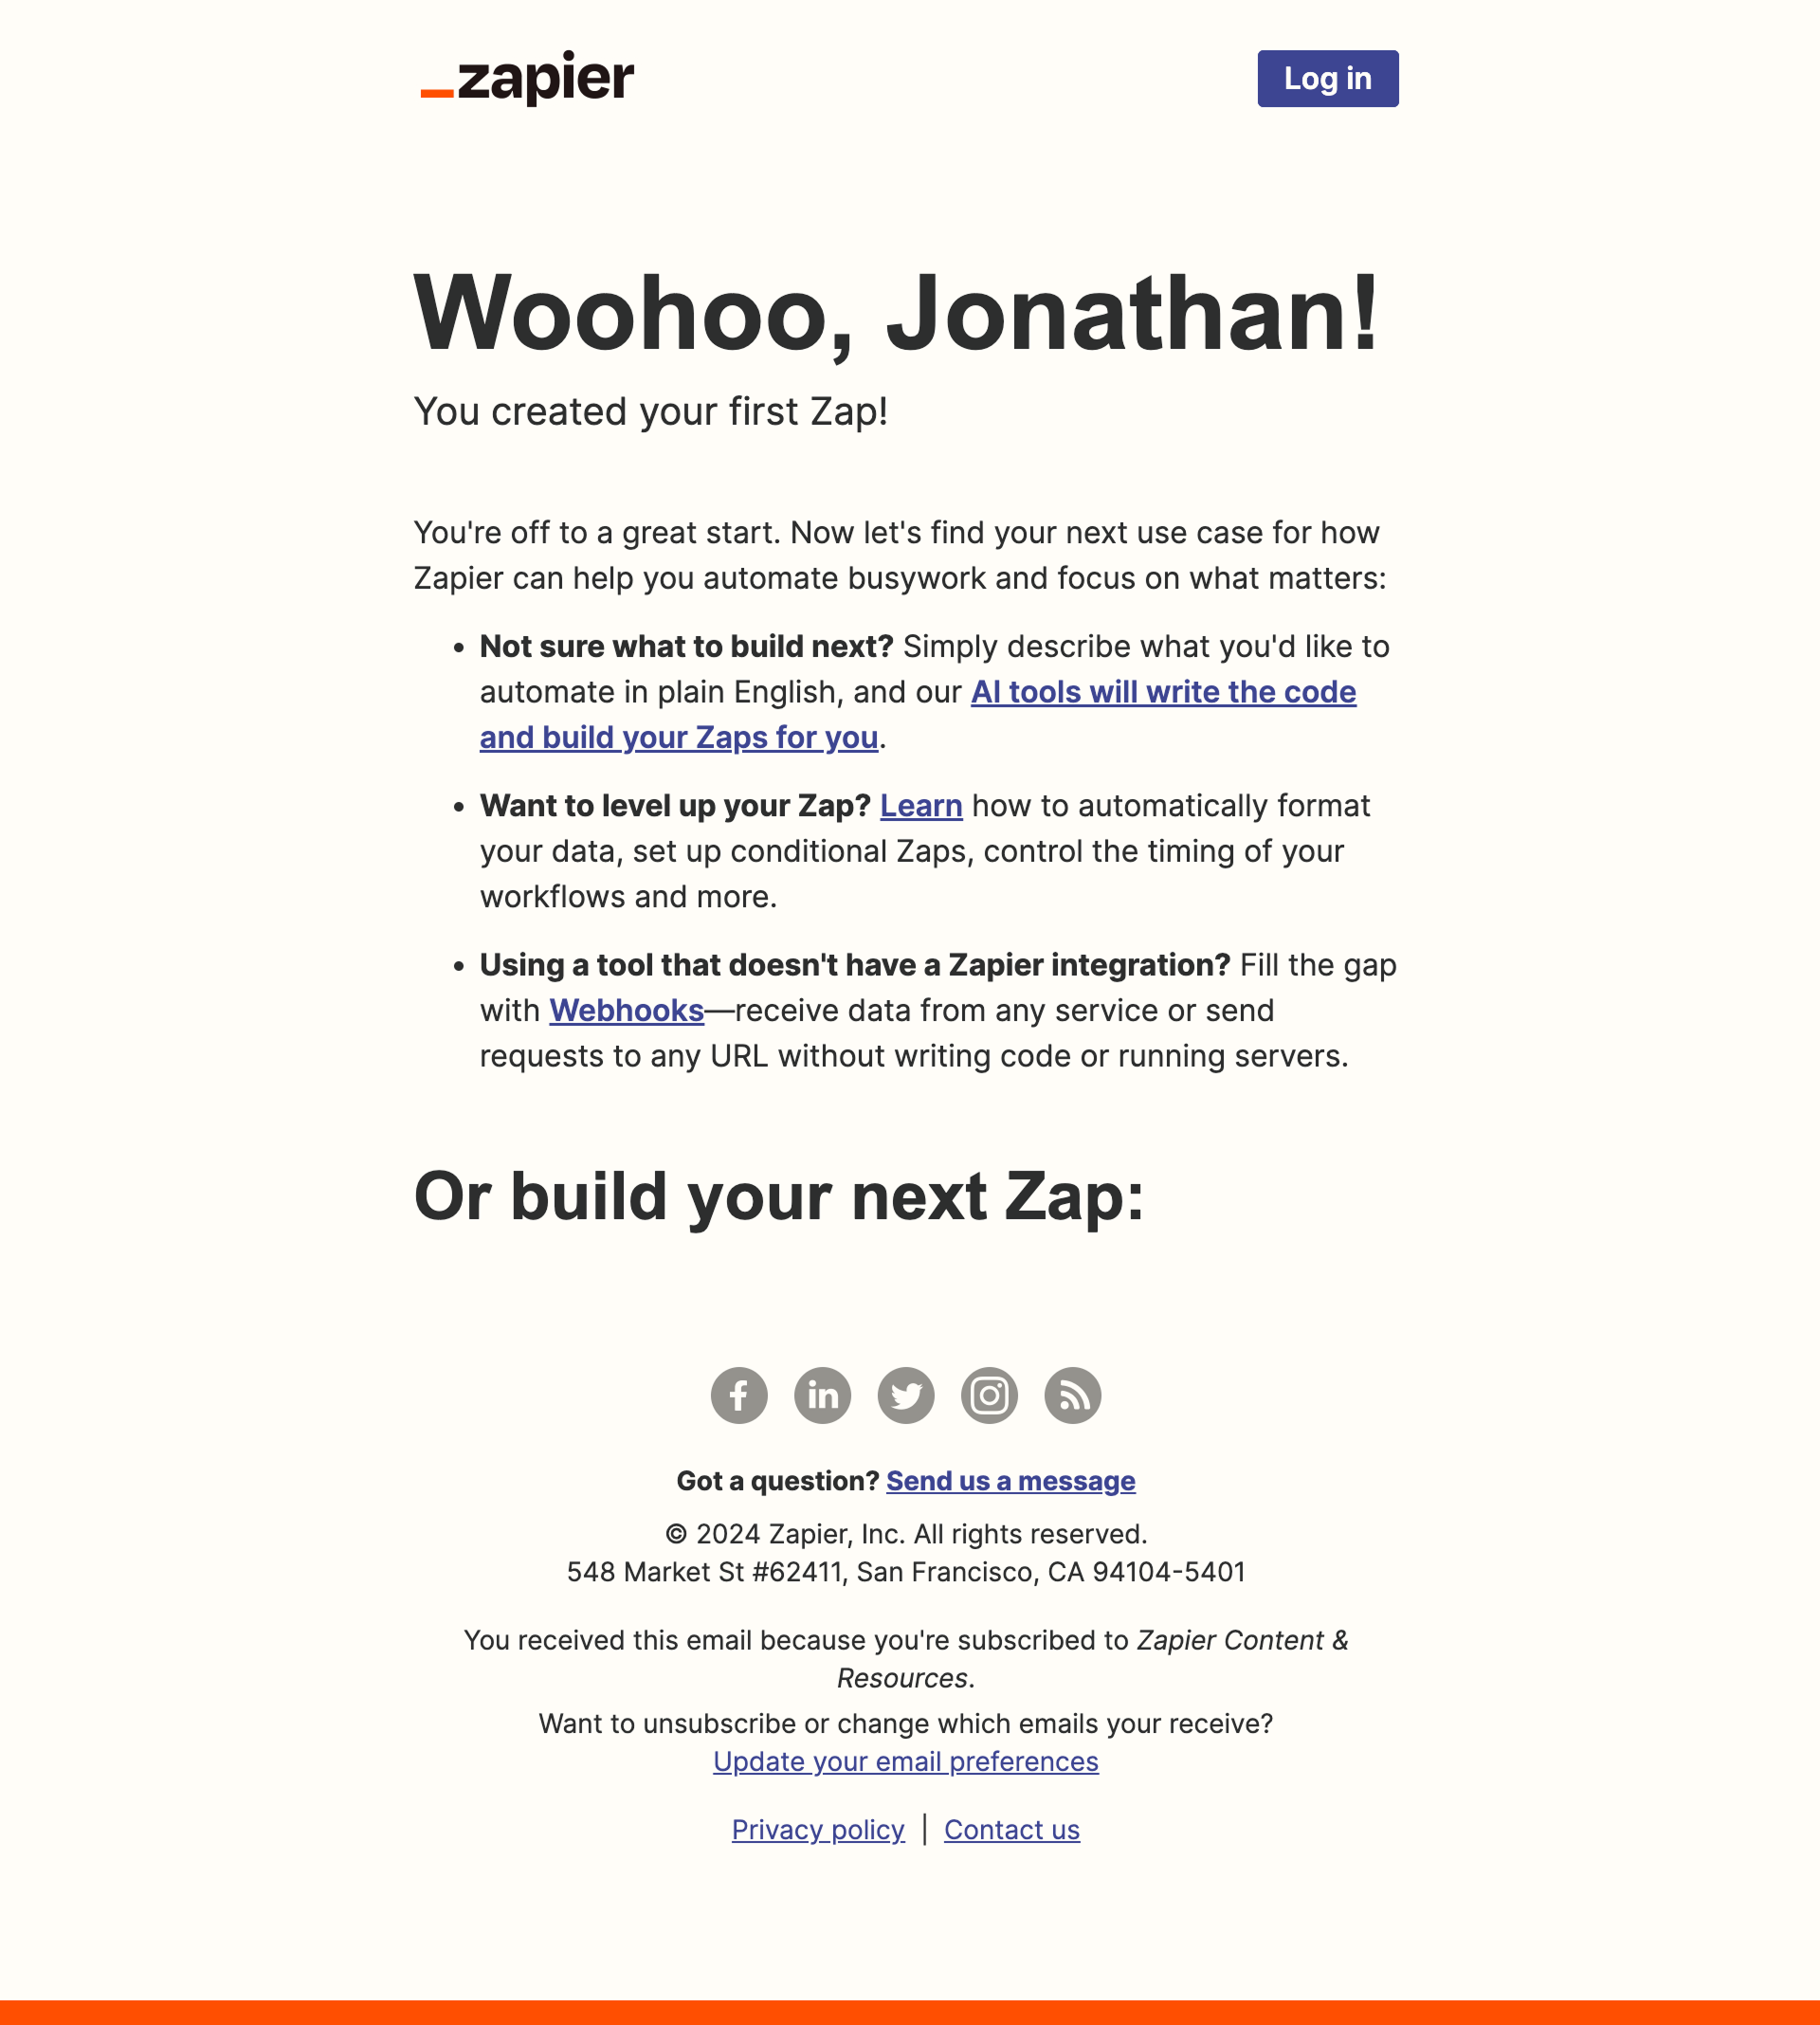 zapier
Log in
Woohoo, Jonathan!
You created your first Zap!
You're off to a great start. Now let's find your next use case for how
Zapier can help you automate busywork and focus on what matters:
• Not sure what to build next? Simply describe what you'd like to
automate in plain English, and our AI tools will write the code
and build your Zaps for you.
• Want to level up your Zap? Learn how to automatically format
your data, set up conditional Zaps, control the timing of your
workflows and more.
• Using a tool that doesn't have a Zapier integration? Fill the gap
with Webhooks—receive data from any service or send
requests to any URL without writing code or running servers.
Or build your next Zap:
Got a question? Send us a message
© 2024 Zapier, Inc. All rights reserved.
548 Market St #62411, San Francisco, CA 94104-5401
You received this email because you're subscribed to Zapier Content &
Resources.
Want to unsubscribe or change which emails your receive?
Update your email preferences
Privacy policy | Contact us